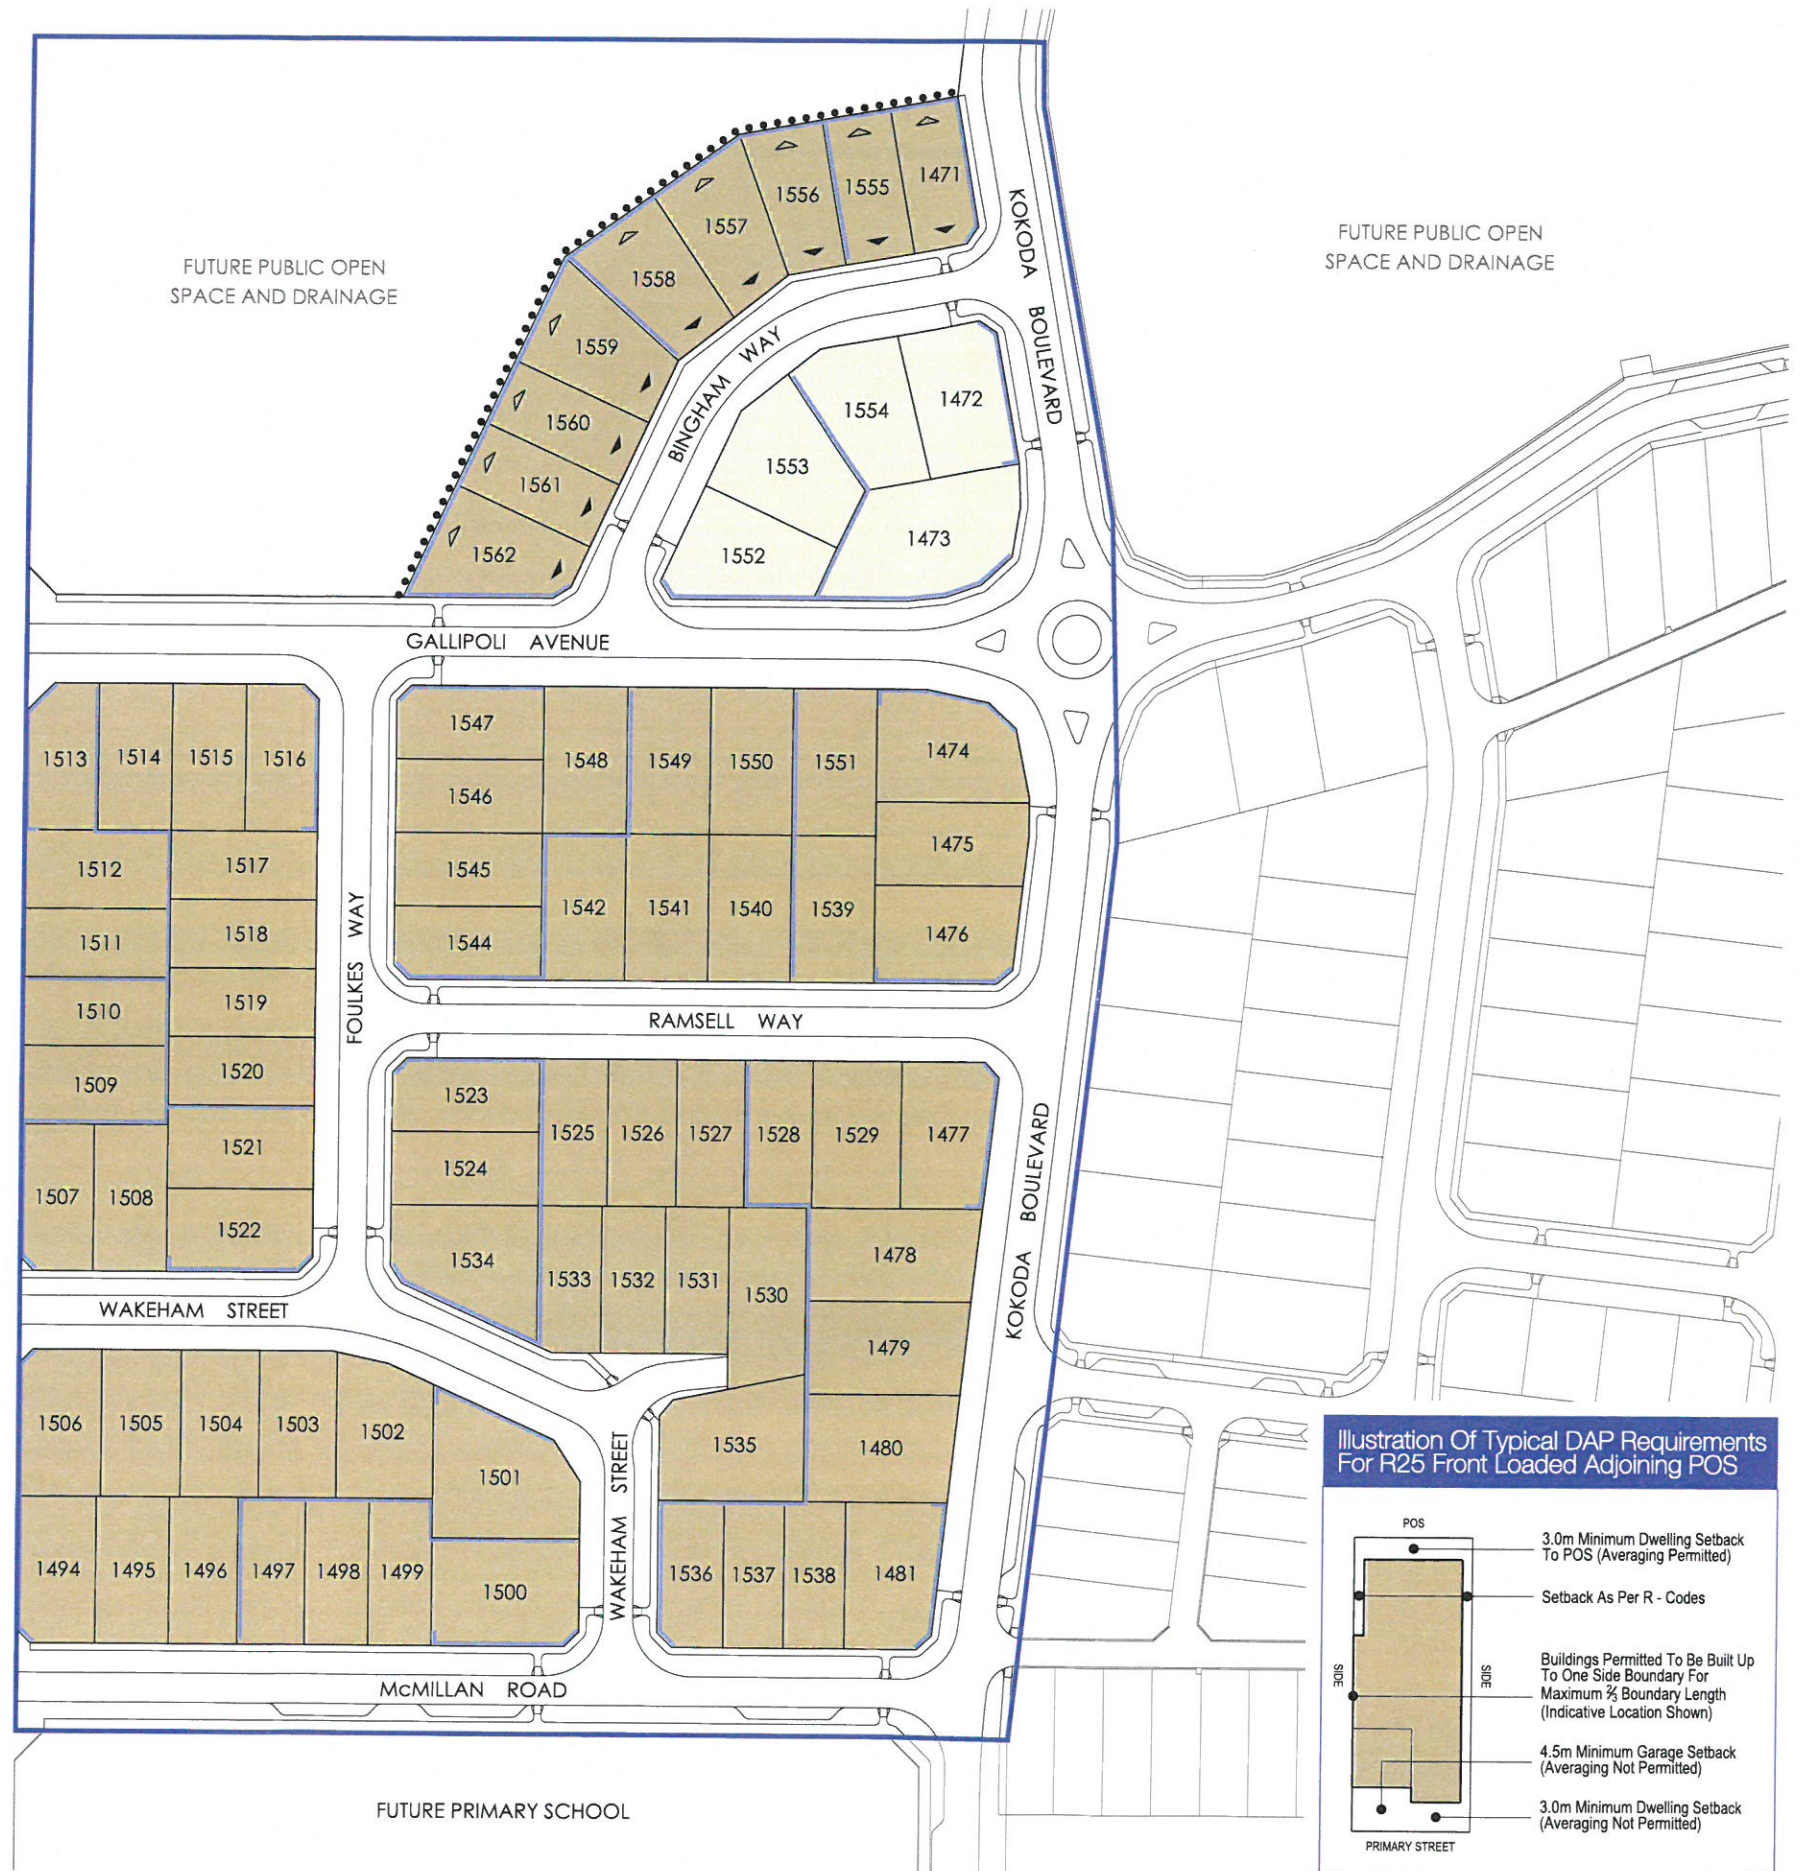 FUTURE PUBLIC OPEN
SPACE AND DRAINAGE
FUTURE PUBLIC OPEN
SPACE AND DRAINAGE
1471
1555
1556
1557
1558
1559
1560
1561
1562
KOKODA BOULEVARD
BINGHAM WAY
1472
1554
1553
1552
1473
GALLIPOLI AVENUE
1513
1514
1515
1516
1512
1511
1510
1509
1507
1508
1517
1518
1519
1520
1521
1522
FOULKES WAY
1547
1546
1545
1544
1548
1549
1550
1551
1542
1541
1540
1539
1474
1475
1476
RAMSELL WAY
1523
1524
1534
1525
1526
1527
1528
1529
1477
1533
1532
1531
1530
1478
1479
1480
1535
KOKODA BOULEVARD
WAKEHAM STREET
1506
1505
1504
1503
1502
1501
1494
1495
1496
1497
1498
1499
1500
WAKEHAM STREET
1536
1537
1538
1481
McMILLAN ROAD
FUTURE PRIMARY SCHOOL
Illustration Of Typical DAP Requirements
For R25 Front Loaded Adjoining POS
POS
3.0m Minimum Dwelling Setback
To POS (Averaging Permitted)
Setback As Per R - Codes
SIDE
SIDE
Buildings Permitted To Be Built Up
To One Side Boundary For
Maximum ⅔ Boundary Length
(Indicative Location Shown)
4.5m Minimum Garage Setback
(Averaging Not Permitted)
3.0m Minimum Dwelling Setback
(Averaging Not Permitted)
PRIMARY STREET